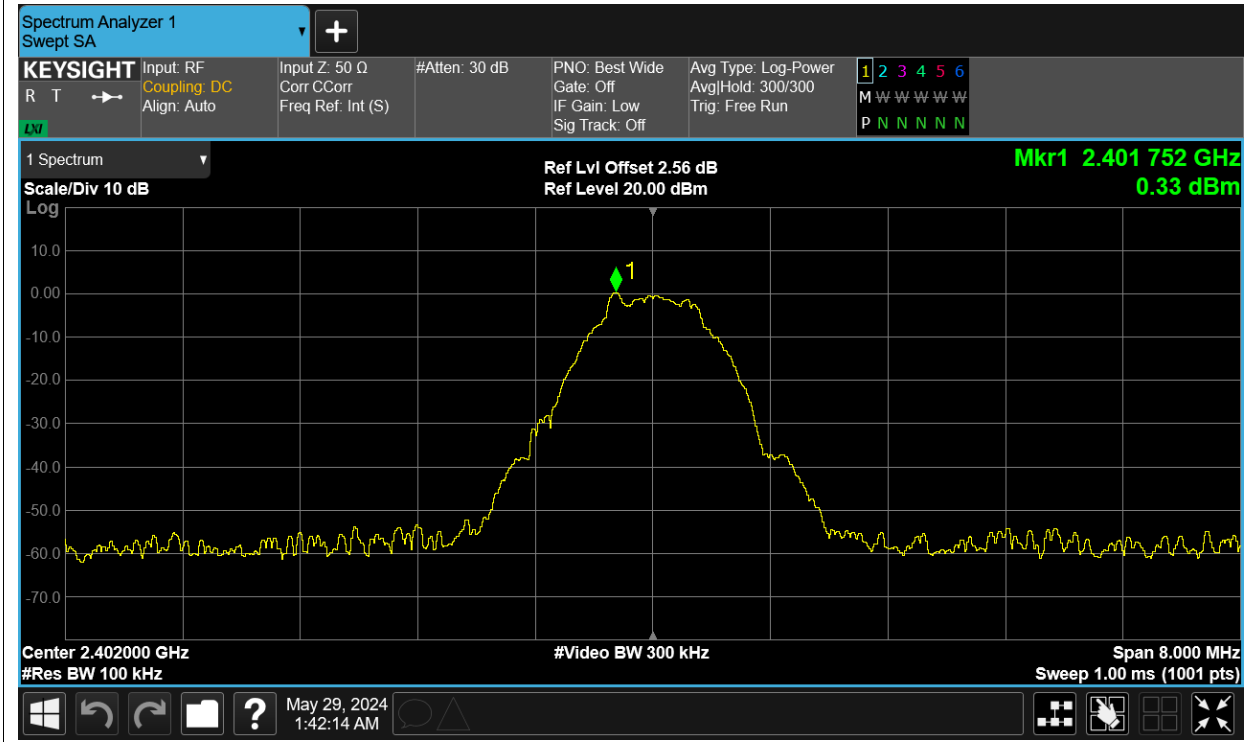 Spectrum Analyzer 1
Swept SA
KEYSIGHT
R T
LXI
Input: RF
Coupling: DC
Align: Auto
Input Z: 50 Ω
Corr CCorr
Freq Ref: Int (S)
#Atten: 30 dB
PNO: Best Wide
Gate: Off
IF Gain: Low
Sig Track: Off
Avg Type: Log-Power
Avg|Hold: 300/300
Trig: Free Run
1 2 3 4 5 6
M W W W W W
P N N N N N
1 Spectrum
Scale/Div 10 dB
Log
Ref Lvl Offset 2.56 dB
Ref Level 20.00 dBm
Mkr1 2.401 752 GHz
0.33 dBm
1
10.0
0.00
-10.0
-20.0
-30.0
-40.0
-50.0
-60.0
-70.0
Center 2.402000 GHz
#Res BW 100 kHz
#Video BW 300 kHz
Span 8.000 MHz
Sweep 1.00 ms (1001 pts)
?
May 29, 2024
1:42:14 AM